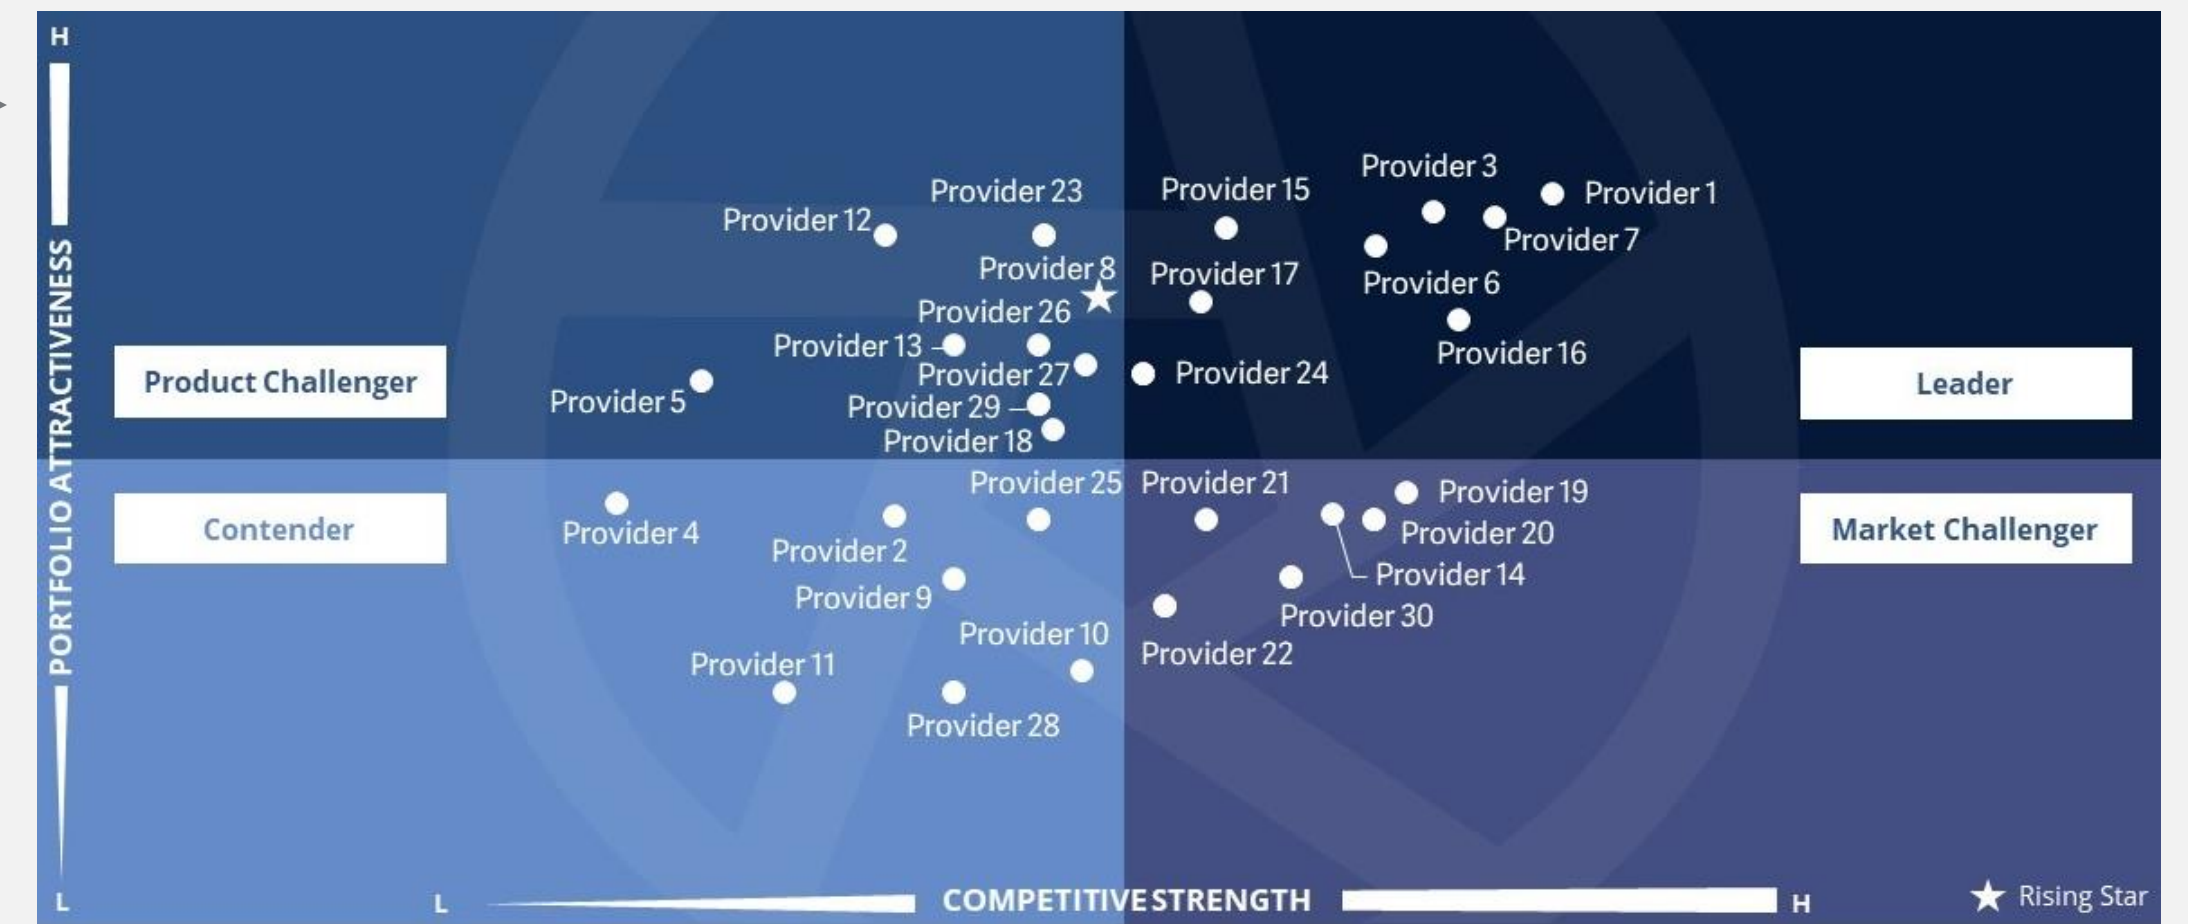 H
Provider 3
Provider 23
Provider 15
Provider 1
Provider 12
Provider 7
Provider 8
Provider 17
Provider 6
Provider 26
Provider 13
Provider 16
Provider 27
Provider 24
Product Challenger
Leader
Provider 5
Provider 29
Provider 18
PORTFOLIO ATTRACTIVENESS
Provider 25
Provider 21
Provider 19
Contender
Market Challenger
Provider 4
Provider 20
Provider 2
Provider 14
Provider 9
Provider 30
Provider 10
Provider 22
Provider 11
Provider 28
L
L
COMPETITIVE STRENGTH
H
Rising Star